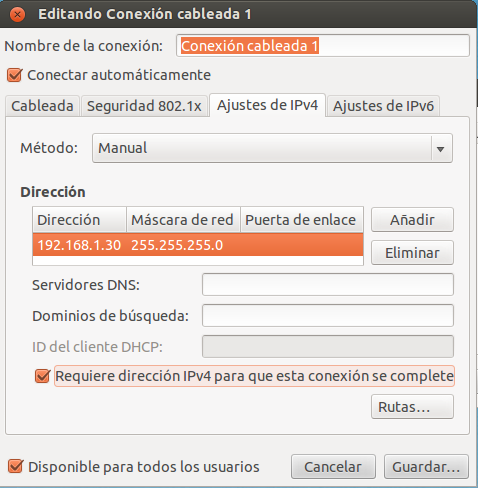 Editando Conexión cableada 1
Nombre de la conexión: Conexión cableada 1
Conectar automáticamente
Cableada Seguridad 802.1x Ajustes de IPv4 Ajustes de IPv6
Método: Manual
Dirección
Dirección Máscara de red Puerta de enlace Añadir
192.168.1.30 255.255.255.0
Eliminar
Servidores DNS:
Dominios de búsqueda:
ID del cliente DHCP:
Requiere dirección IPv4 para que esta conexión se complete
Rutas…
Disponible para todos los usuarios Cancelar Guardar…